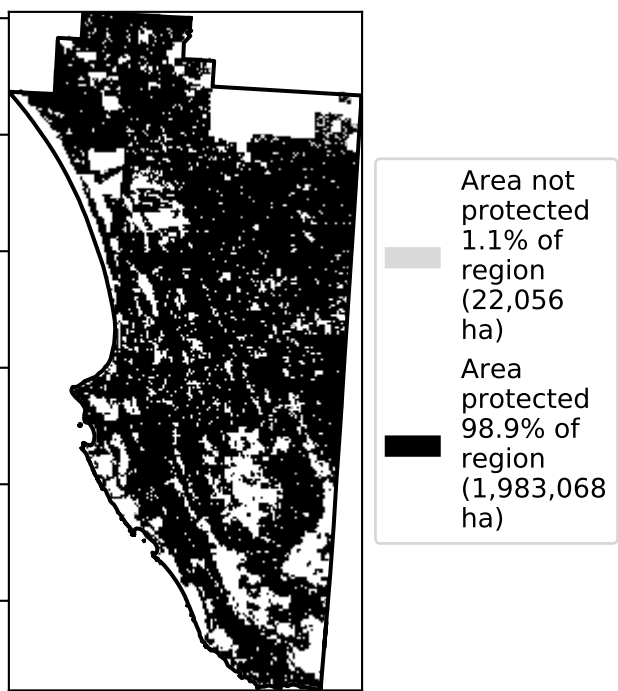 Area not
protected
1.1% of
region
(22,056
ha)
Area
protected
98.9% of
region
(1,983,068
ha)